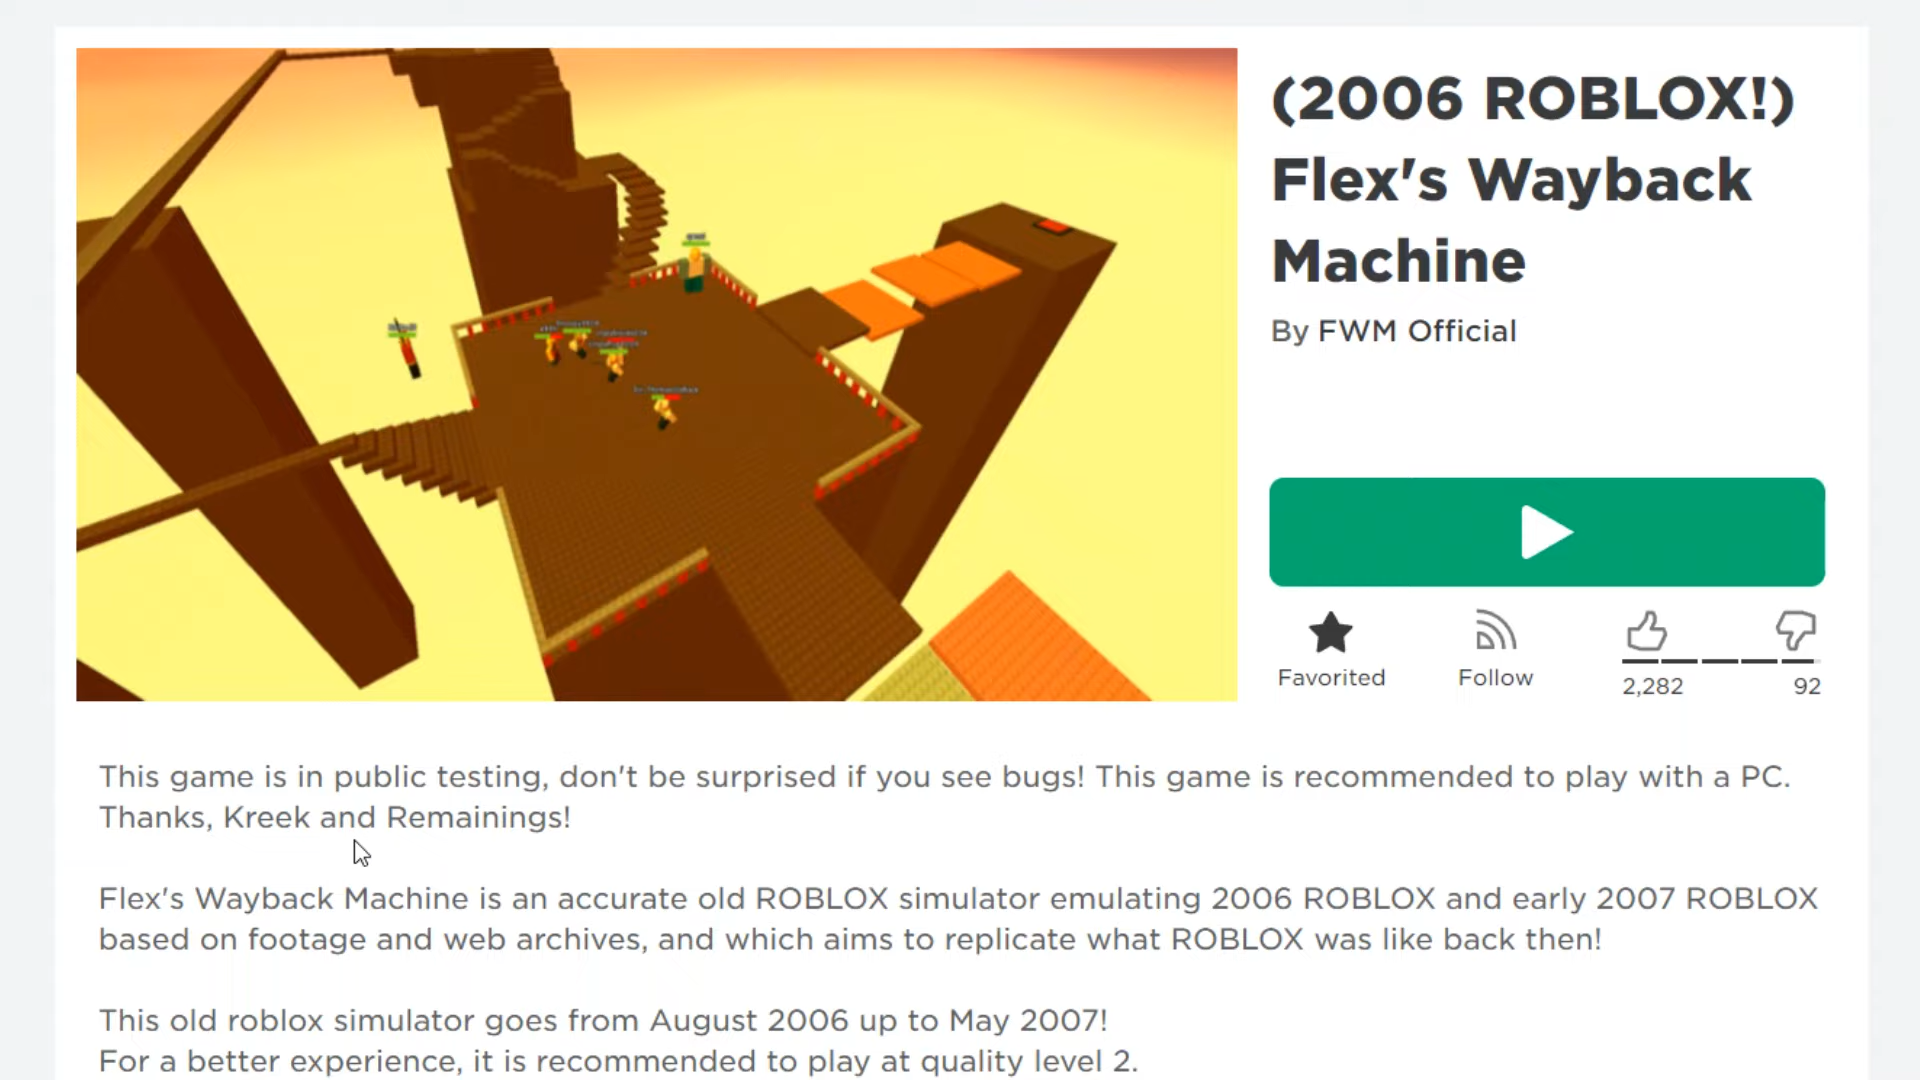 (2006 ROBLOX!)
Flex's Wayback
Machine
By FWM Official
Favorited
Follow
2,282
92
This game is in public testing, don't be surprised if you see bugs! This game is recommended to play with a PC.
Thanks, Kreek and Remainings!
Flex's Wayback Machine is an accurate old ROBLOX simulator emulating 2006 ROBLOX and early 2007 ROBLOX
based on footage and web archives, and which aims to replicate what ROBLOX was like back then!
This old roblox simulator goes from August 2006 up to May 2007!
For a better experience, it is recommended to play at quality level 2.